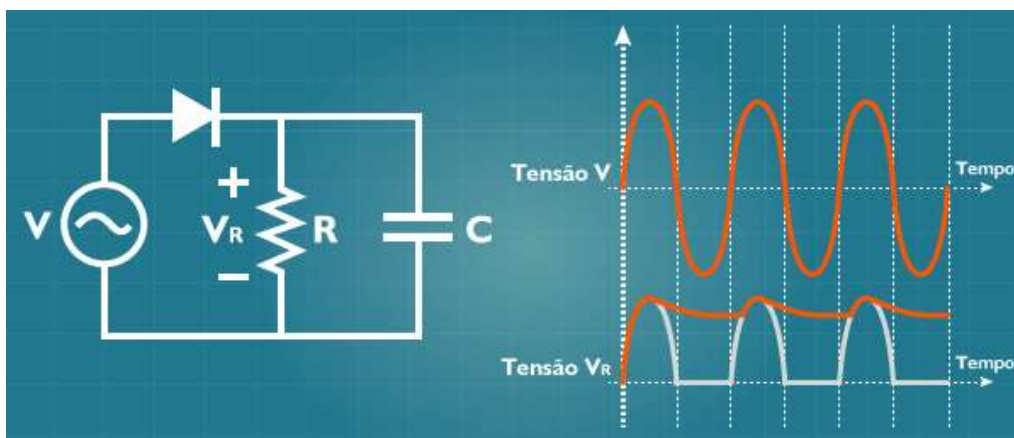 V
+
VR
−
R
C
Tensão V
Tempo
Tensão VR
Tempo